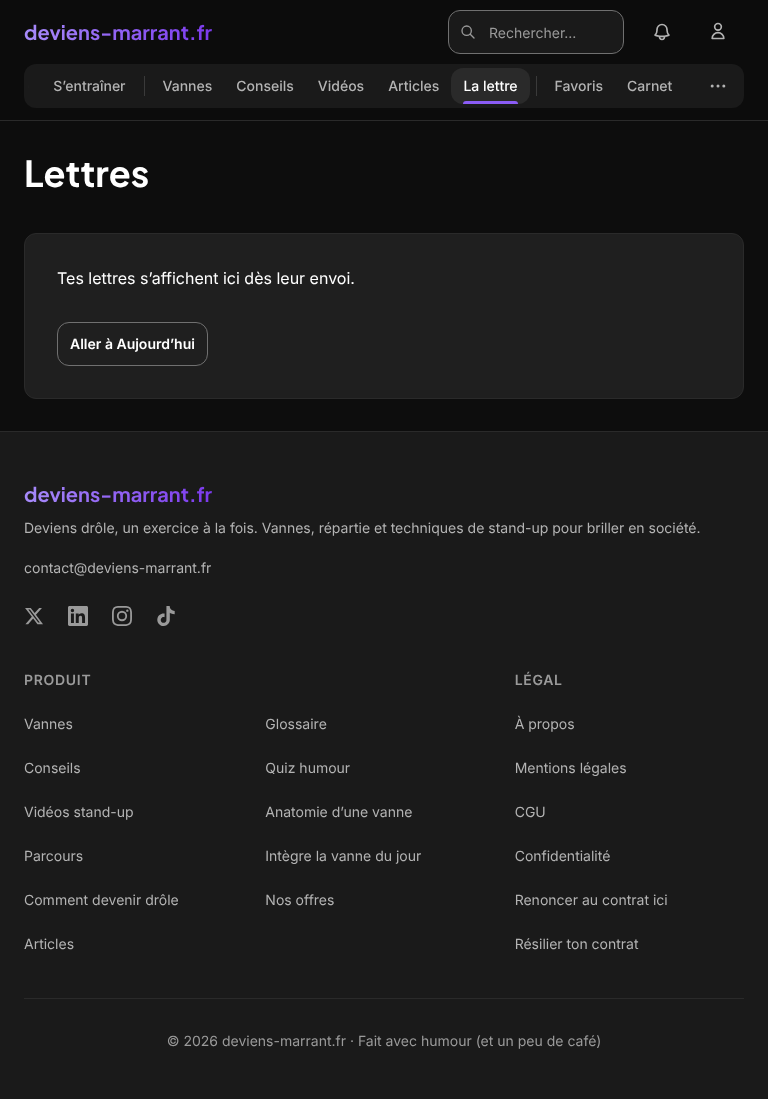 deviens-marrant.fr
Rechercher...
S’entraîner
Vannes
Conseils
Vidéos
Articles
La lettre
Favoris
Carnet
Lettres
Tes lettres s’affichent ici dès leur envoi.
Aller à Aujourd’hui
deviens-marrant.fr
Deviens drôle, un exercice à la fois. Vannes, répartie et techniques de stand-up pour briller en société.
contact@deviens-marrant.fr
PRODUIT
Vannes
Conseils
Vidéos stand-up
Parcours
Comment devenir drôle
Articles
Glossaire
Quiz humour
Anatomie d’une vanne
Intègre la vanne du jour
Nos offres
LÉGAL
À propos
Mentions légales
CGU
Confidentialité
Renoncer au contrat ici
Résilier ton contrat
© 2026 deviens-marrant.fr · Fait avec humour (et un peu de café)